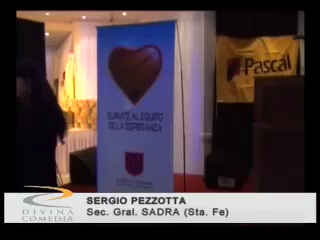 SUMATE AL EQUIPO
DE LA ESPERANZA
Pascal
DIVINA
COMEDIA
SERGIO PEZZOTTA
Sec. Gral. SADRA (Sta. Fe)